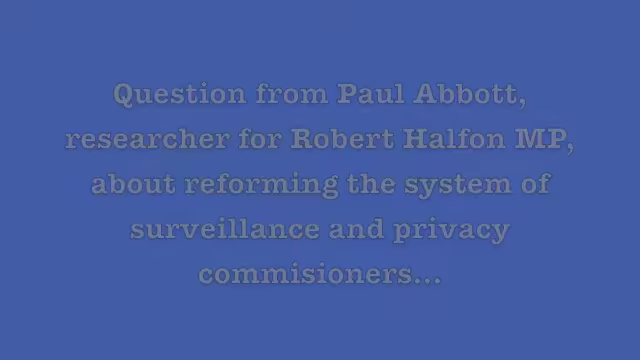 Question from Paul Abbott,
researcher for Robert Halfon MP,
about reforming the system of
surveillance and privacy
commisioners...